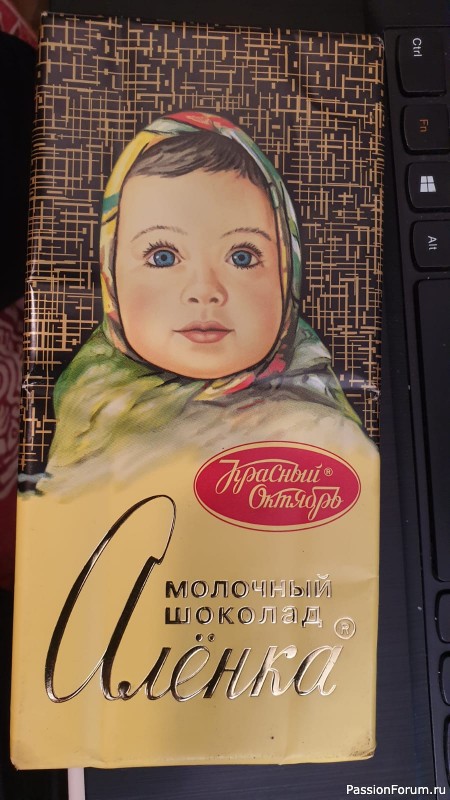 Ctrl
Fn
Alt
Красный®
Октябрь
МОЛОЧНЫЙ
ШОКОЛАД
Алёнка®
PassionForum.ru